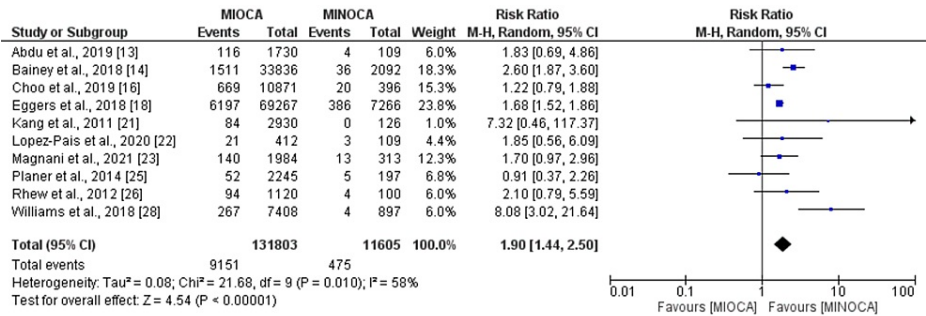 MIOCA MINOCA Risk Ratio Risk Ratio
Study or Subgroup Events Total Events Total Weight M-H, Random, 95% CI M-H, Random, 95% CI
Abdu et al., 2019 [13] 116 1730 4 109 6.0% 1.83 [0.69, 4.86]
Bainey et al., 2018 [14] 1511 33836 36 2092 18.3% 2.60 [1.87, 3.60]
Choo et al., 2019 [16] 669 10871 20 396 15.3% 1.22 [0.79, 1.88]
Eggers et al., 2018 [18] 6197 69267 386 7266 23.8% 1.68 [1.52, 1.86]
Kang et al., 2011 [21] 84 2930 0 126 1.0% 7.32 [0.46, 117.37]
Lopez-Pais et al., 2020 [22] 21 412 3 109 4.4% 1.85 [0.56, 6.09]
Magnani et al., 2021 [23] 140 1984 13 313 12.3% 1.70 [0.97, 2.96]
Planer et al., 2014 [25] 52 2245 5 197 6.8% 0.91 [0.37, 2.26]
Rhew et al., 2012 [26] 94 1120 4 100 6.0% 2.10 [0.79, 5.59]
Williams et al., 2018 [28] 267 7408 4 897 6.0% 8.08 [3.02, 21.64]
Total (95% CI) 131803 11605 100.0% 1.90 [1.44, 2.50]
Total events 9151 475
Heterogeneity: Tau² = 0.08; Chi² = 21.68, df = 9 (P = 0.010); I² = 58%
Test for overall effect: Z = 4.54 (P < 0.00001)
0.01 0.1 1 10 100
Favours [MIOCA] Favours [MINOCA]